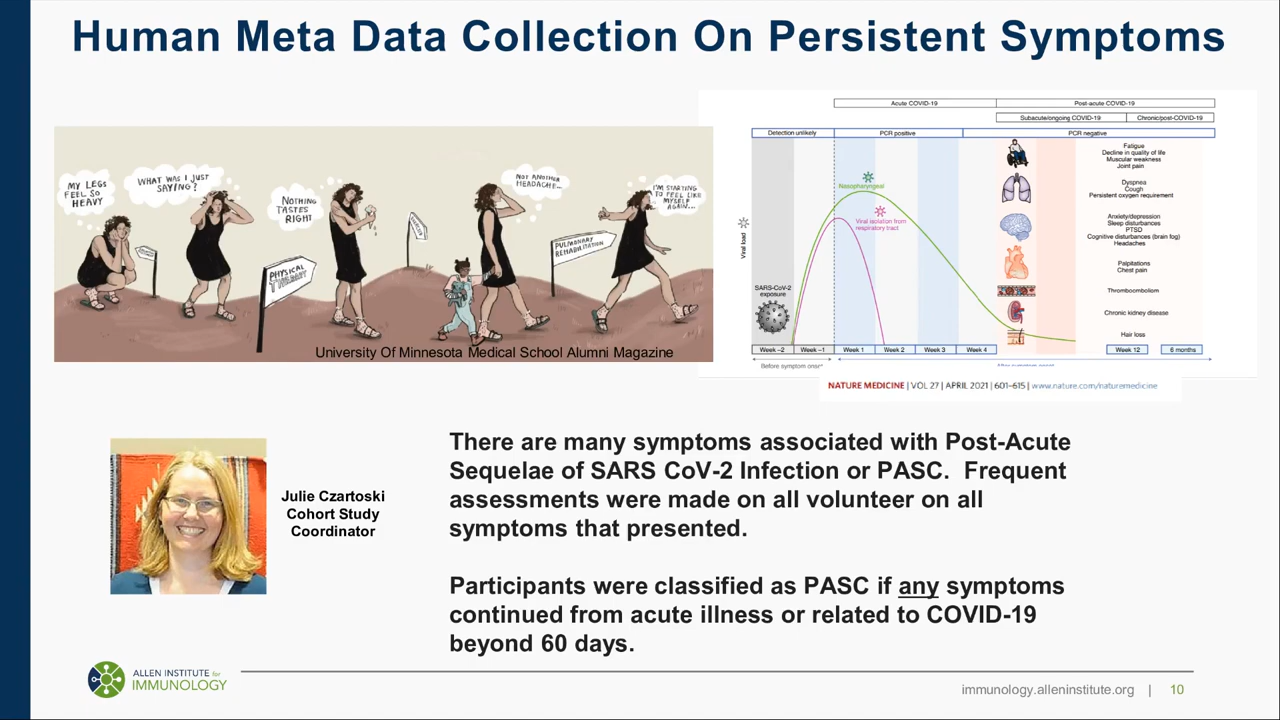 Human Meta Data Collection On Persistent Symptoms
MY LEGS
FEEL SO
HEAVY
WHAT WAS I JUST
SAYING?
NOTHING
TASTES
RIGHT
NOT ANOTHER
HEADACHE...
I'M STARTING
TO FEEL LIKE
MYSELF
AGAIN...
PHYSICAL
THERAPY
PULMONARY
REHABILITATION
University Of Minnesota Medical School Alumni Magazine
Acute COVID-19
Post-acute COVID-19
Subacute/ongoing COVID-19
Chronic/post-COVID-19
Detection unlikely
PCR positive
PCR negative
Fatigue
Decline in quality of life
Muscular weakness
Joint pain
Dyspnea
Cough
Persistent oxygen requirement
Anxiety/depression
Sleep disturbances
PTSD
Cognitive disturbances (brain fog)
Headaches
Palpitations
Chest pain
Thromboembolism
Chronic kidney disease
Hair loss
Nasopharyngeal
Viral isolation from
respiratory tract
Viral load
SARS-CoV-2
exposure
Week –2
Week –1
Week 1
Week 2
Week 3
Week 4
Week 12
6 months
Before symptom onset
NATURE MEDICINE | VOL 27 | APRIL 2021 | 601–615 | www.nature.com/naturemedicine
Julie Czartoski
Cohort Study
Coordinator
There are many symptoms associated with Post-Acute
Sequelae of SARS CoV-2 Infection or PASC. Frequent
assessments were made on all volunteer on all
symptoms that presented.
Participants were classified as PASC if any symptoms
continued from acute illness or related to COVID-19
beyond 60 days.
ALLEN INSTITUTE for
IMMUNOLOGY
immunology.alleninstitute.org | 10